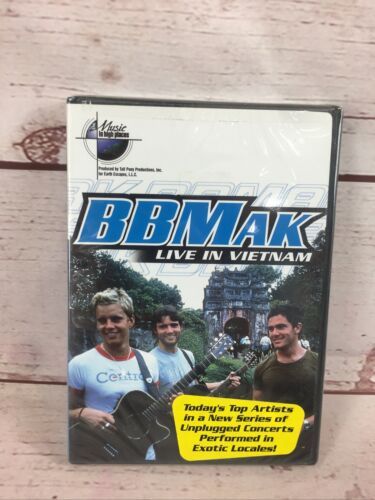 Music
in high places
Produced by Tall Pony Productions, Inc.
for Earth Escapes, L.L.C.
BBMAK
LIVE IN VIETNAM
Today's Top Artists
in a New Series of
Unplugged Concerts
Performed in
Exotic Locales!